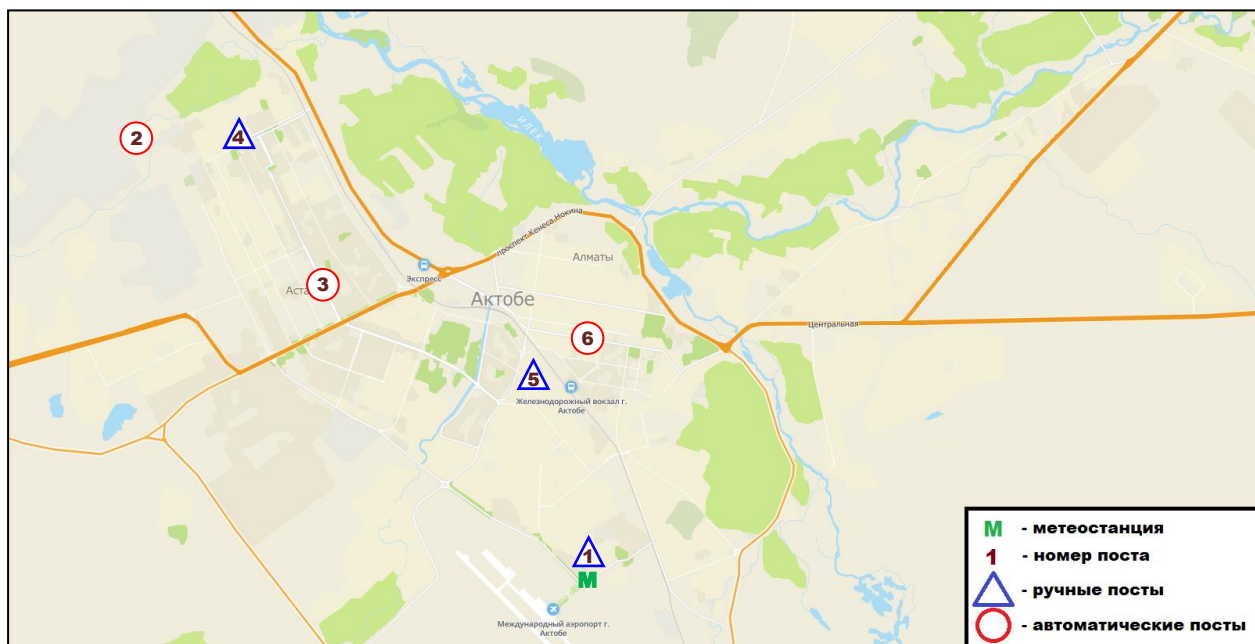 ИЛЕК
2
4
проспект Кенеса Нокина
Алматы
Экспресс
3
Аста
Актобе
Центральная
6
5
Железнодорожный вокзал г.
Актобе
1
М
Международный аэропорт г.
Актобе
М - метеостанция
1 - номер поста
- ручные посты
- автоматические посты